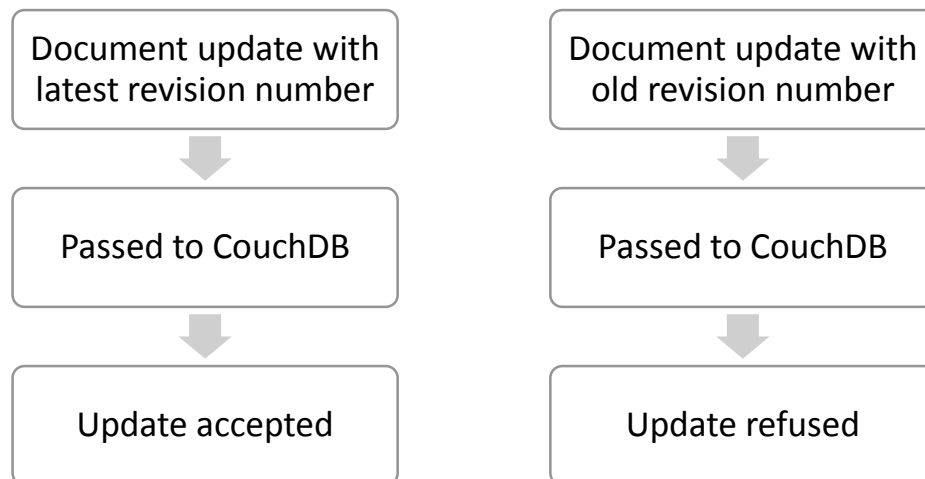 Document update with
latest revision number
Passed to CouchDB
Update accepted
Document update with
old revision number
Passed to CouchDB
Update refused